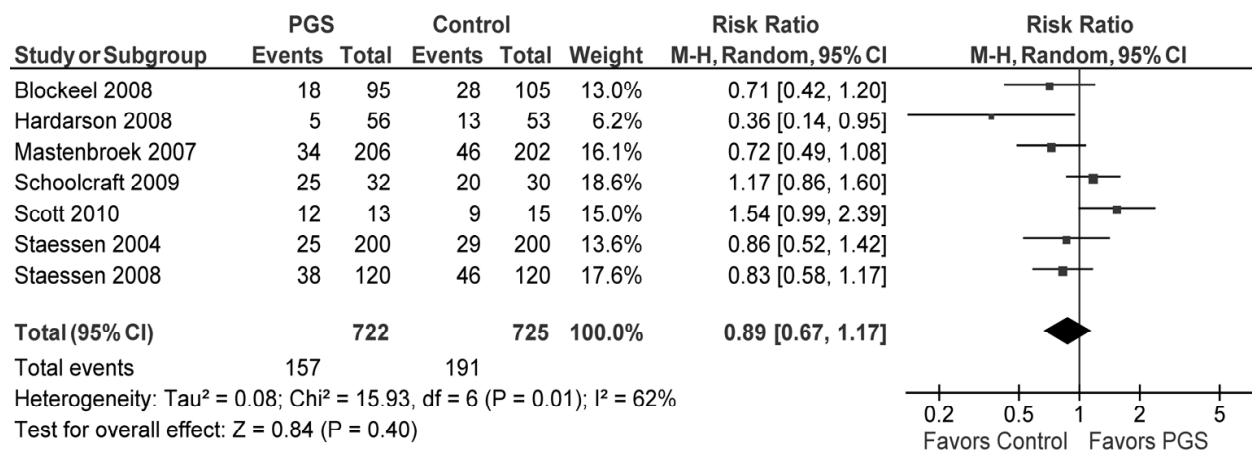 PGS Control Risk Ratio Risk Ratio
Study or Subgroup Events Total Events Total Weight M-H, Random, 95% CI M-H, Random, 95% CI
Blockeel 2008 18 95 28 105 13.0% 0.71 [0.42, 1.20]
Hardarson 2008 5 56 13 53 6.2% 0.36 [0.14, 0.95]
Mastenbroek 2007 34 206 46 202 16.1% 0.72 [0.49, 1.08]
Schoolcraft 2009 25 32 20 30 18.6% 1.17 [0.86, 1.60]
Scott 2010 12 13 9 15 15.0% 1.54 [0.99, 2.39]
Staessen 2004 25 200 29 200 13.6% 0.86 [0.52, 1.42]
Staessen 2008 38 120 46 120 17.6% 0.83 [0.58, 1.17]
Total (95% CI) 722 725 100.0% 0.89 [0.67, 1.17]
Total events 157 191
Heterogeneity: Tau² = 0.08; Chi² = 15.93, df = 6 (P = 0.01); I² = 62%
Test for overall effect: Z = 0.84 (P = 0.40)
0.2 0.5 1 2 5
Favors Control Favors PGS